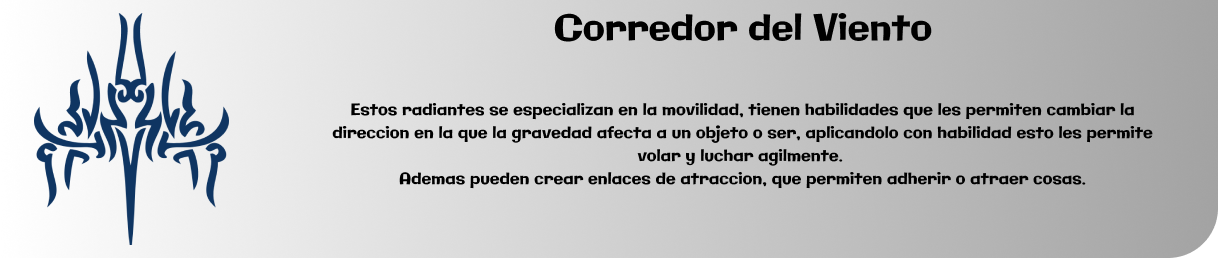 Corredor del Viento
Estos radiantes se especializan en la movilidad, tienen habilidades que les permiten cambiar la
direccion en la que la gravedad afecta a un objeto o ser, aplicandolo con habilidad esto les permite
volar y luchar agilmente.
Ademas pueden crear enlaces de atraccion, que permiten adherir o atraer cosas.